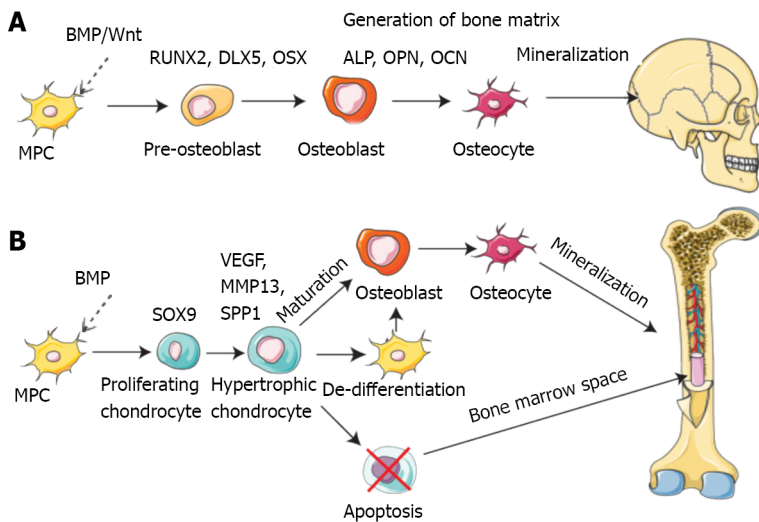 A
BMP/Wnt
Generation of bone matrix
RUNX2, DLX5, OSX
ALP, OPN, OCN
Mineralization
MPC
Pre-osteoblast
Osteoblast
Osteocyte
B
BMP
VEGF,
MMP13,
SPP1
SOX9
Maturation
Osteoblast
Osteocyte
Mineralization
MPC
Proliferating
chondrocyte
Hypertrophic
chondrocyte
De-differentiation
Bone marrow space
Apoptosis